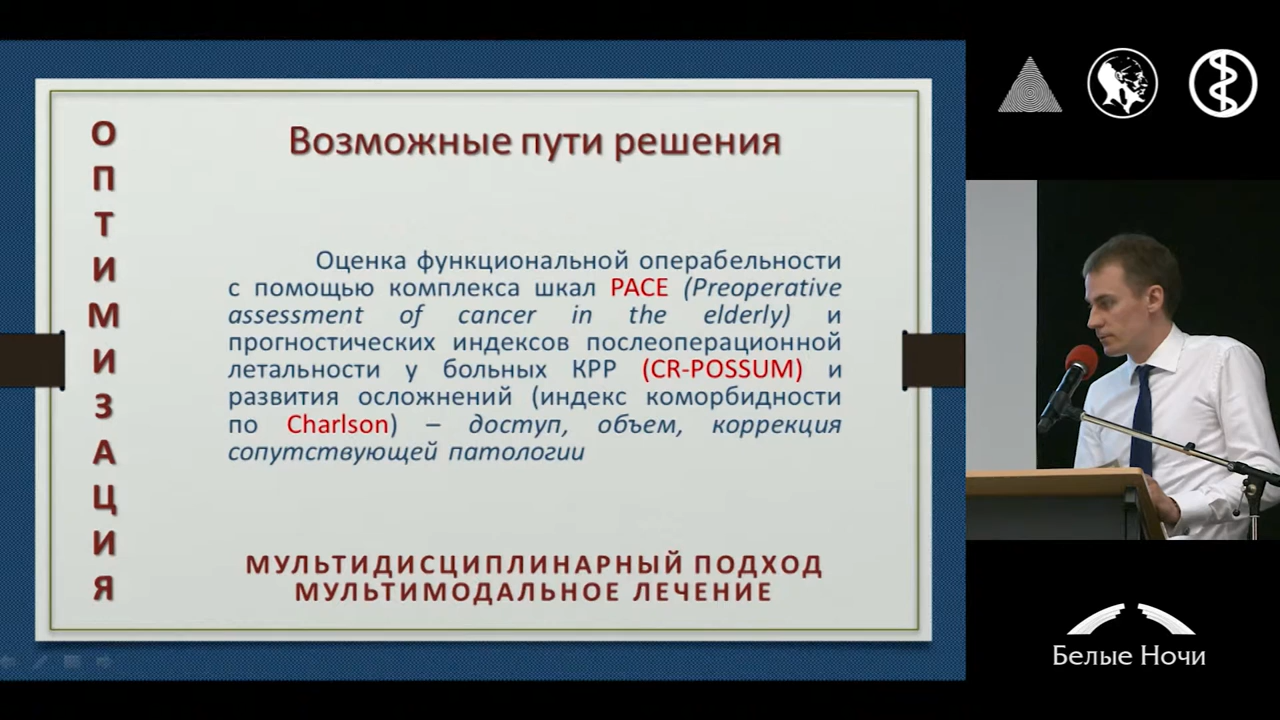 ОПТИМИЗАЦИЯ
Возможные пути решения
Оценка функциональной операбельности
с помощью комплекса шкал PACE (Preoperative
assessment of cancer in the elderly) и
прогностических индексов послеоперационной
летальности у больных КРР (CR-POSSUM) и
развития осложнений (индекс коморбидности
по Charlson) – доступ, объем, коррекция
сопутствующей патологии
МУЛЬТИДИСЦИПЛИНАРНЫЙ ПОДХОД
МУЛЬТИМОДАЛЬНОЕ ЛЕЧЕНИЕ
Белые Ночи